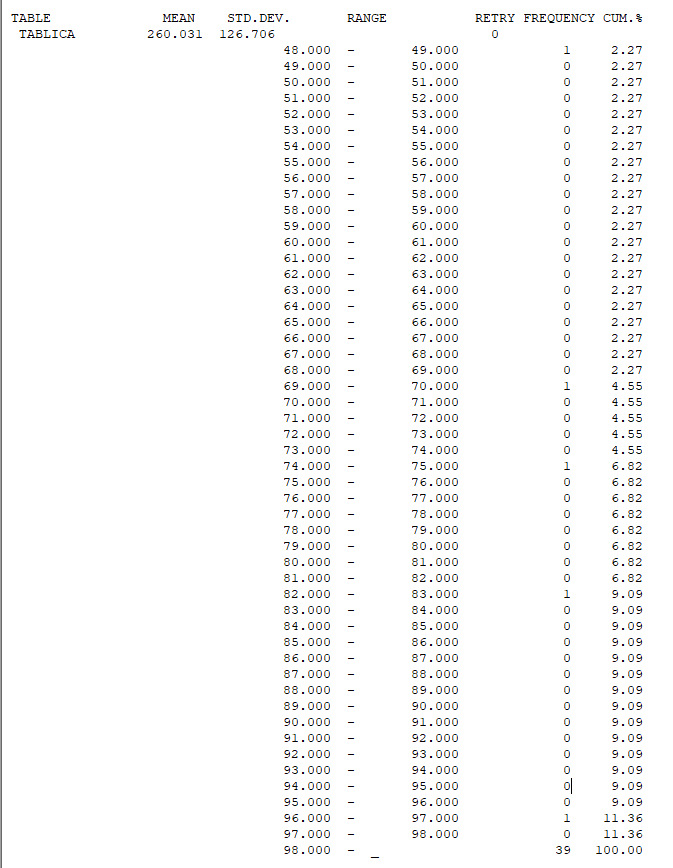 TABLE MEAN STD.DEV. RANGE RETRY FREQUENCY CUM.%
TABLICA 260.031 126.706 0
48.000 - 49.000 1 2.27
49.000 - 50.000 0 2.27
50.000 - 51.000 0 2.27
51.000 - 52.000 0 2.27
52.000 - 53.000 0 2.27
53.000 - 54.000 0 2.27
54.000 - 55.000 0 2.27
55.000 - 56.000 0 2.27
56.000 - 57.000 0 2.27
57.000 - 58.000 0 2.27
58.000 - 59.000 0 2.27
59.000 - 60.000 0 2.27
60.000 - 61.000 0 2.27
61.000 - 62.000 0 2.27
62.000 - 63.000 0 2.27
63.000 - 64.000 0 2.27
64.000 - 65.000 0 2.27
65.000 - 66.000 0 2.27
66.000 - 67.000 0 2.27
67.000 - 68.000 0 2.27
68.000 - 69.000 0 2.27
69.000 - 70.000 1 4.55
70.000 - 71.000 0 4.55
71.000 - 72.000 0 4.55
72.000 - 73.000 0 4.55
73.000 - 74.000 0 4.55
74.000 - 75.000 1 6.82
75.000 - 76.000 0 6.82
76.000 - 77.000 0 6.82
77.000 - 78.000 0 6.82
78.000 - 79.000 0 6.82
79.000 - 80.000 0 6.82
80.000 - 81.000 0 6.82
81.000 - 82.000 0 6.82
82.000 - 83.000 1 9.09
83.000 - 84.000 0 9.09
84.000 - 85.000 0 9.09
85.000 - 86.000 0 9.09
86.000 - 87.000 0 9.09
87.000 - 88.000 0 9.09
88.000 - 89.000 0 9.09
89.000 - 90.000 0 9.09
90.000 - 91.000 0 9.09
91.000 - 92.000 0 9.09
92.000 - 93.000 0 9.09
93.000 - 94.000 0 9.09
94.000 - 95.000 0 9.09
95.000 - 96.000 0 9.09
96.000 - 97.000 1 11.36
97.000 - 98.000 0 11.36
98.000 - _ 39 100.00